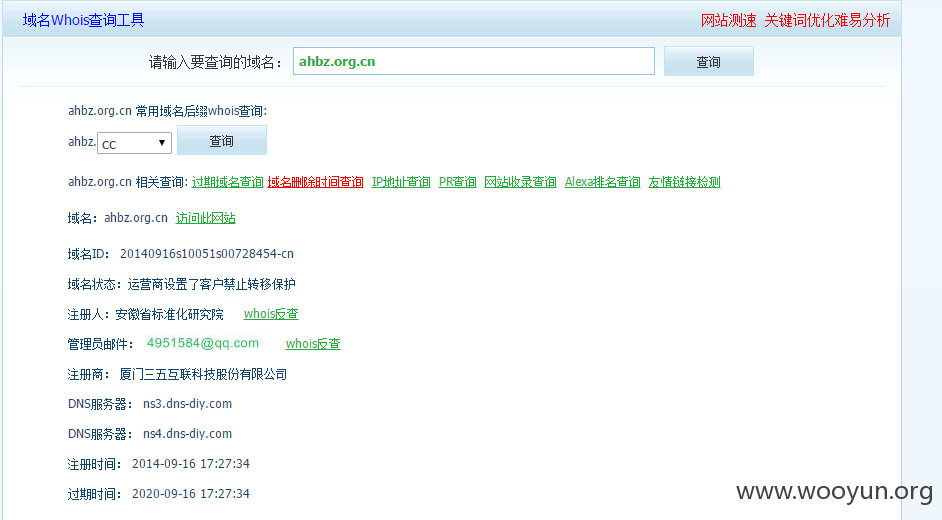 域名Whois查询工具 网站测速 关键词优化难易分析
请输入要查询的域名： ahbz.org.cn 查询
ahbz.org.cn 常用域名后缀whois查询:
ahbz. CC 查询
ahbz.org.cn 相关查询: 过期域名查询 域名删除时间查询 IP地址查询 PR查询 网站收录查询 Alexa排名查询 友情链接检测
域名：ahbz.org.cn 访问此网站
域名ID： 20140916s10051s00728454-cn
域名状态：运营商设置了客户禁止转移保护
注册人：安徽省标准化研究院 whois反查
管理员邮件： 4951584@qq.com whois反查
注册商： 厦门三五互联科技股份有限公司
DNS服务器： ns3.dns-diy.com
DNS服务器： ns4.dns-diy.com
注册时间： 2014-09-16 17:27:34
过期时间： 2020-09-16 17:27:34
www.wooyun.org